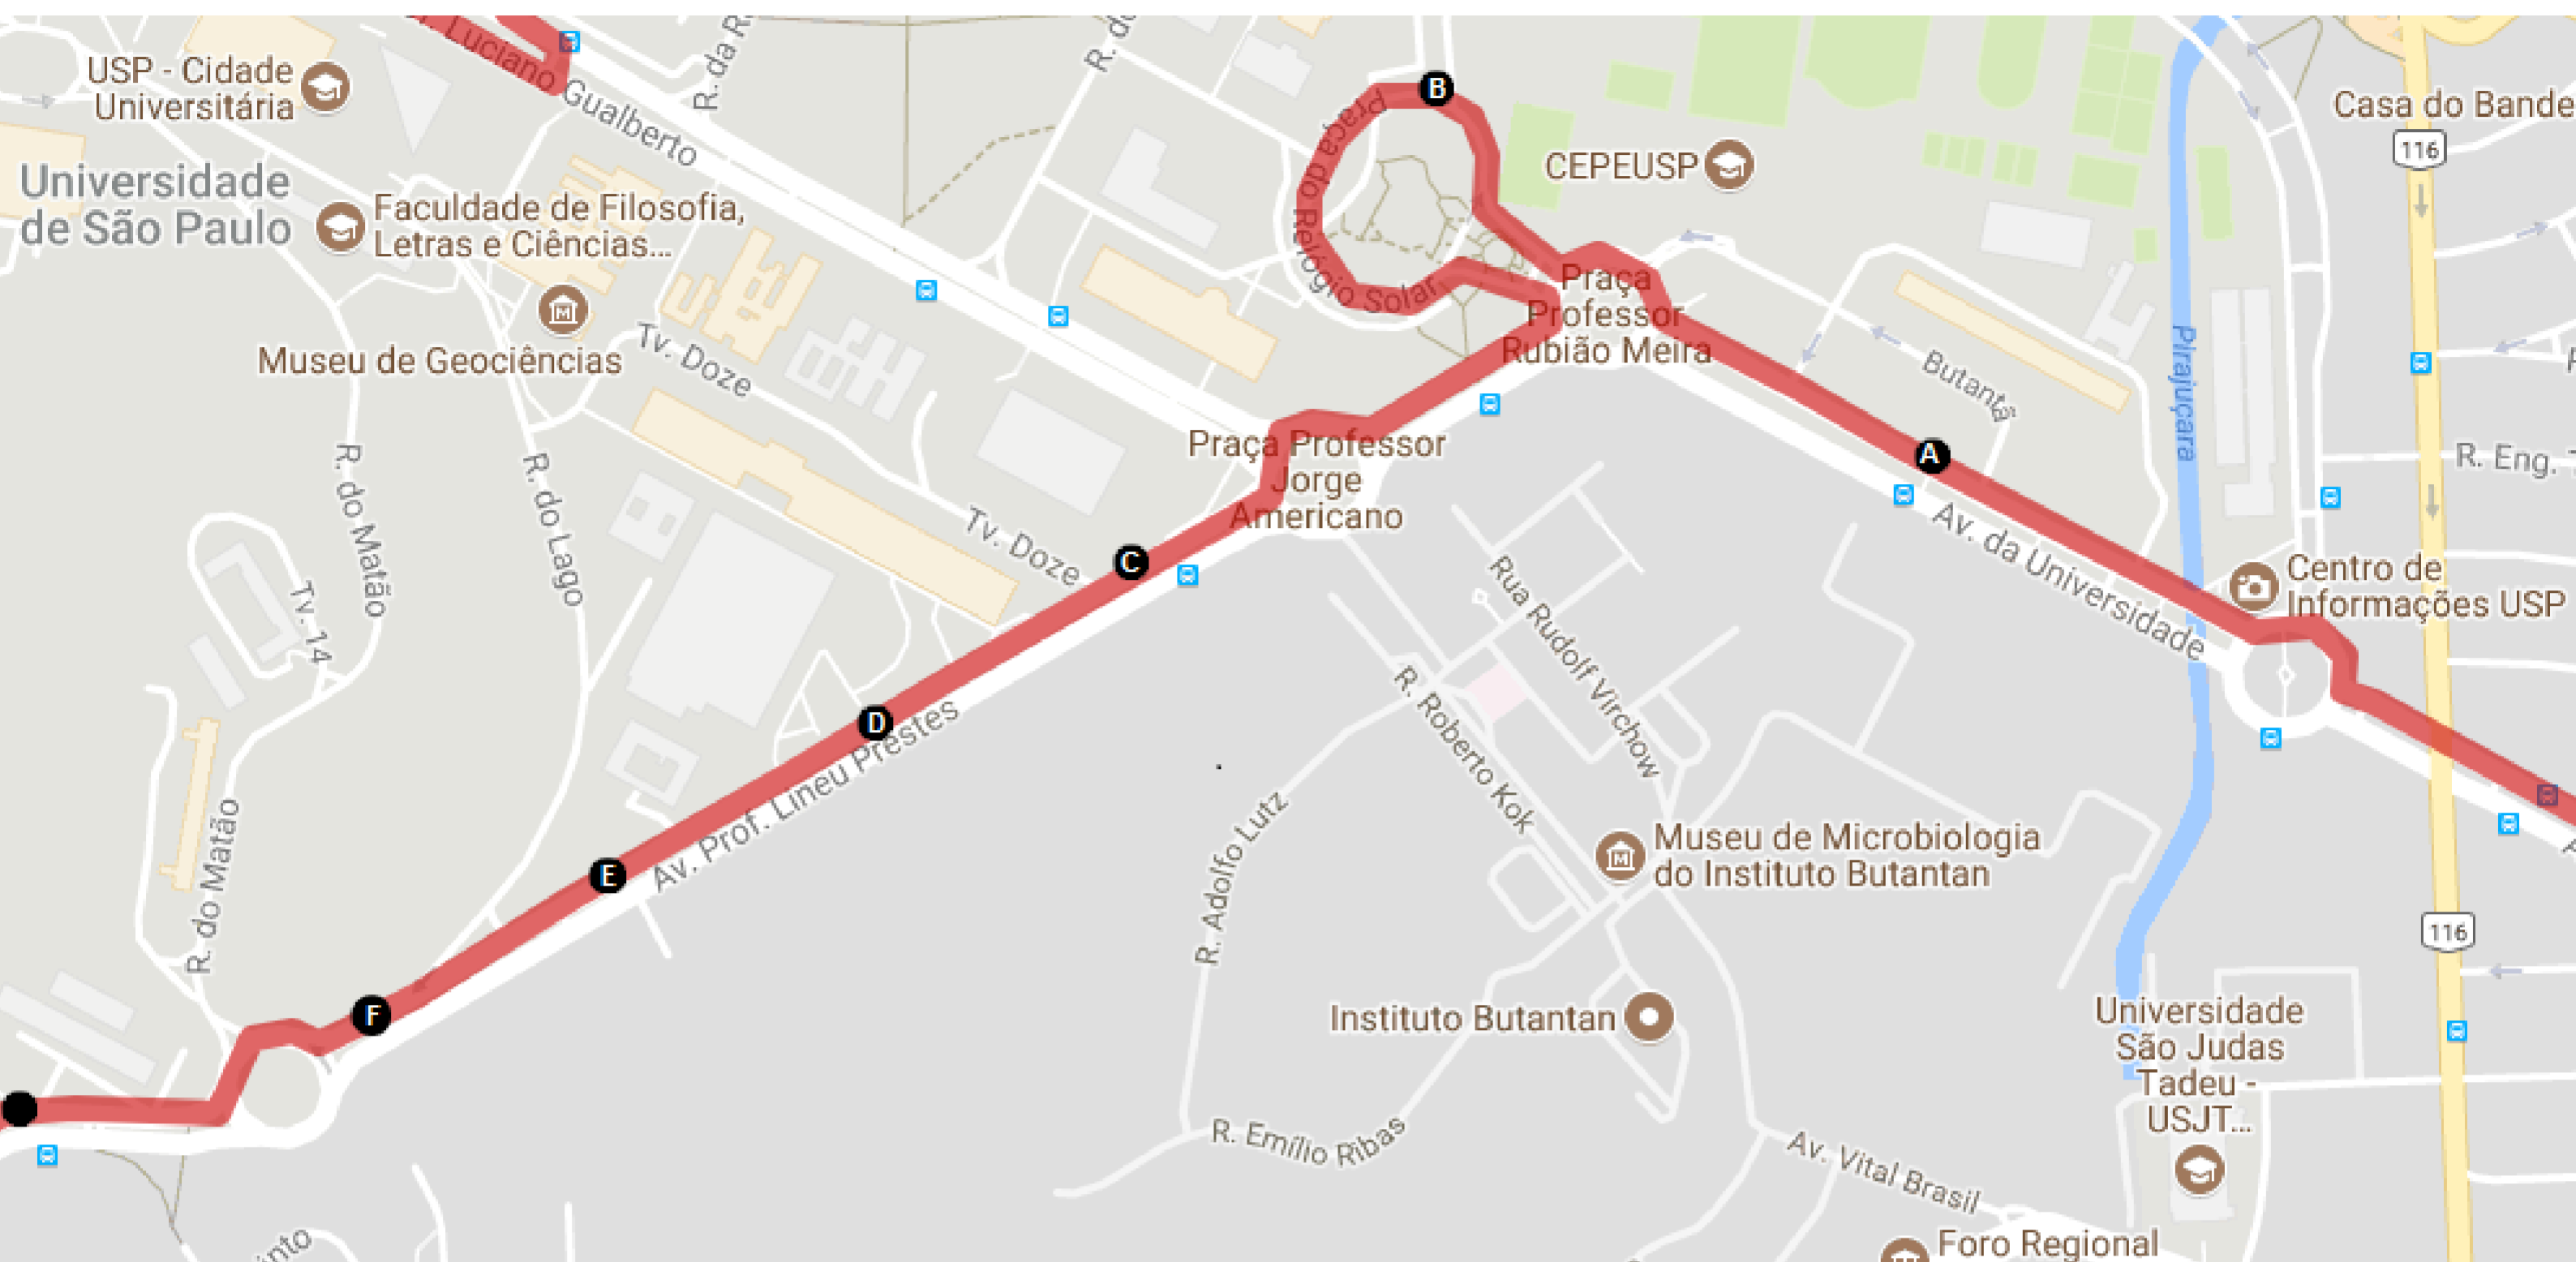 Luciano Gualberto
USP - Cidade
Universitária
Universidade
de São Paulo
Faculdade de Filosofia,
Letras e Ciências...
Museu de Geociências
R. da R
R. do
B
Praça do Relógio Solar
CEPEUSP
Praça
Professor
Rubião Meira
Casa do Bande
116
Pirajuçara
Butantã
Tv. Doze
R. do Matão
R. do Lago
Praça Professor
Jorge
Americano
A
R. Eng.
Av. da Universidade
Tv. Doze
C
Centro de
Informações USP
Tv. 14
Rua Rudolf Virchow
R. Roberto Kok
D
Av. Prof. Lineu Prestes
E
R. Adolfo Lutz
Museu de Microbiologia
do Instituto Butantan
116
R. do Matão
F
Instituto Butantan
Universidade
São Judas
Tadeu -
USJT...
R. Emílio Ribas
Av. Vital Brasil
Foro Regional